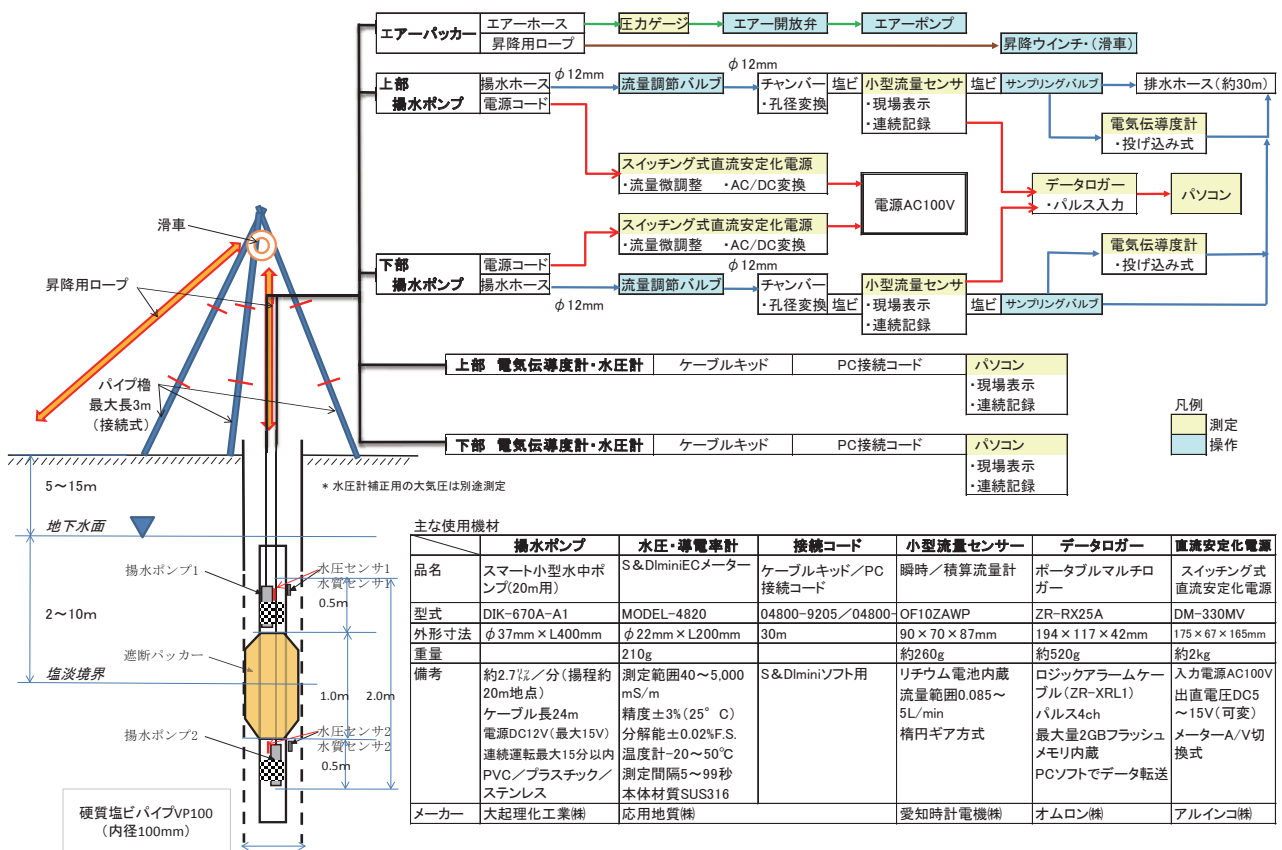 エアーパッカー
エアーホース
圧力ゲージ
エアー開放弁
エアーポンプ
昇降用ロープ
昇降ウインチ・(滑車)
上部
揚水ポンプ
揚水ホース
電源コード
φ12mm
流量調節バルブ
φ12mm
チャンバー
・孔径変換
塩ビ
小型流量センサ
・現場表示
・連続記録
塩ビ
サンプリングバルブ
排水ホース(約30m)
電気伝導度計
・投げ込み式
スイッチング式直流安定化電源
・流量微調整 ・AC/DC変換
電源AC100V
データロガー
・パルス入力
パソコン
スイッチング式直流安定化電源
・流量微調整 ・AC/DC変換
電気伝導度計
・投げ込み式
下部
揚水ポンプ
電源コード
揚水ホース
φ12mm
流量調節バルブ
φ12mm
チャンバー
・孔径変換
塩ビ
小型流量センサ
・現場表示
・連続記録
塩ビ
サンプリングバルブ
上部 電気伝導度計・水圧計
ケーブルキッド
PC接続コード
パソコン
・現場表示
・連続記録
下部 電気伝導度計・水圧計
ケーブルキッド
PC接続コード
パソコン
・現場表示
・連続記録
凡例
測定
操作
滑車
昇降用ロープ
パイプ櫓
最大長3m
(接続式)
5～15m
* 水圧計補正用の大気圧は別途測定
地下水面
揚水ポンプ1
水圧センサ1
水質センサ1
0.5m
2～10m
遮断パッカー
塩淡境界
1.0m
2.0m
揚水ポンプ2
水圧センサ2
水質センサ2
0.5m
硬質塩ビパイプVP100
(内径100mm)
主な使用機材
揚水ポンプ 水圧・導電率計 接続コード 小型流量センサー データロガー 直流安定化電源
品名
スマート小型水中ポ
ンプ(20m用)
S&DIminiECメーター
ケーブルキッド／PC
接続コード
瞬時／積算流量計
ポータブルマルチロ
ガー
スイッチング式
直流安定化電源
型式 DIK-670A-A1 MODEL-4820 04800-9205／04800- OF10ZAWP ZR-RX25A DM-330MV
外形寸法 φ37mm×L400mm φ22mm×L200mm 30m 90×70×87mm 194×117×42mm 175×67×165mm
重量 210g 約260g 約520g 約2kg
備考
約2.7㍑／分(揚程約
20m地点)
ケーブル長24m
電源DC12V(最大15V)
連続運転最大15分以内
PVC／プラスチック／
ステンレス
測定範囲40～5,000
mS/m
精度±3%(25°C)
分解能±0.02%F.S.
温度計-20～50℃
測定間隔5～99秒
本体材質SUS316
S&DIminiソフト用
リチウム電池内蔵
流量範囲0.085～
5L/min
楕円ギア方式
ロジックアラームケー
ブル(ZR-XRL1)
パルス4ch
最大量2GBフラッシュ
メモリ内蔵
PCソフトでデータ転送
入力電源AC100V
出直電圧DC5
～15V(可変)
メーターA/V切
換式
メーカー 大起理化工業㈱ 応用地質㈱ 愛知時計電機㈱ オムロン㈱ アルインコ㈱